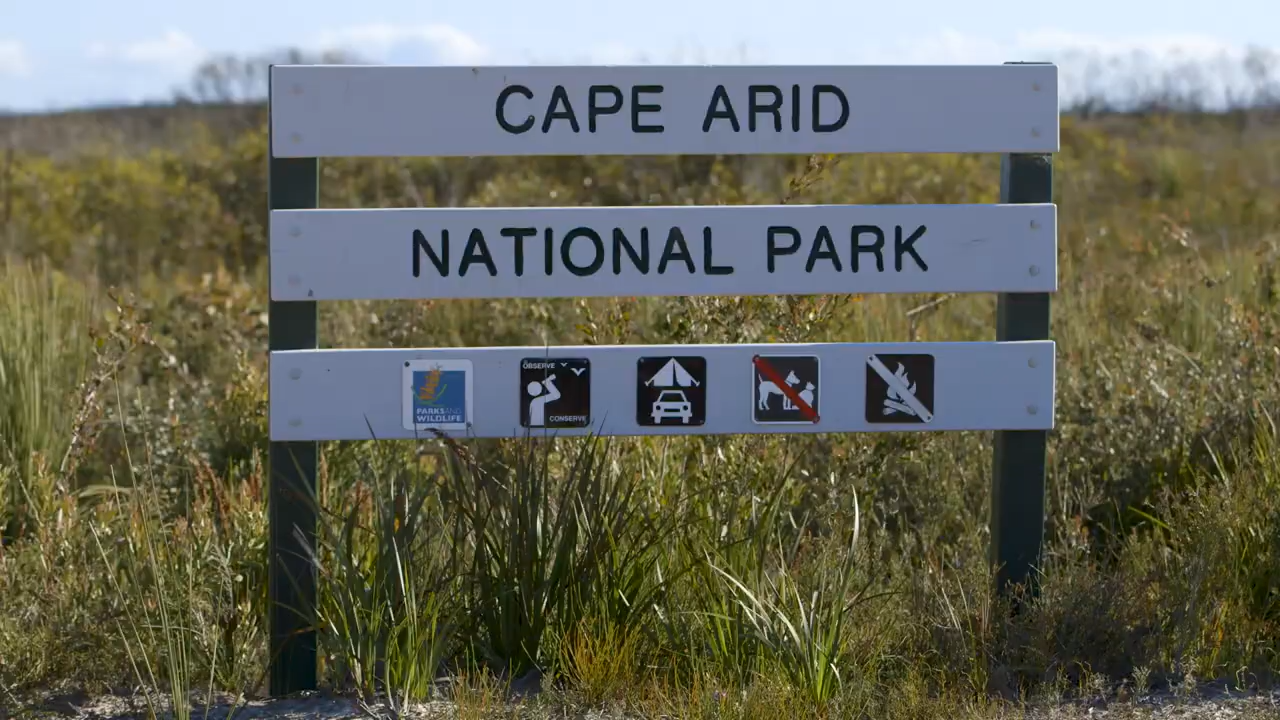 CAPE ARID
NATIONAL PARK
PARKS AND
WILDLIFE
OBSERVE
CONSERVE